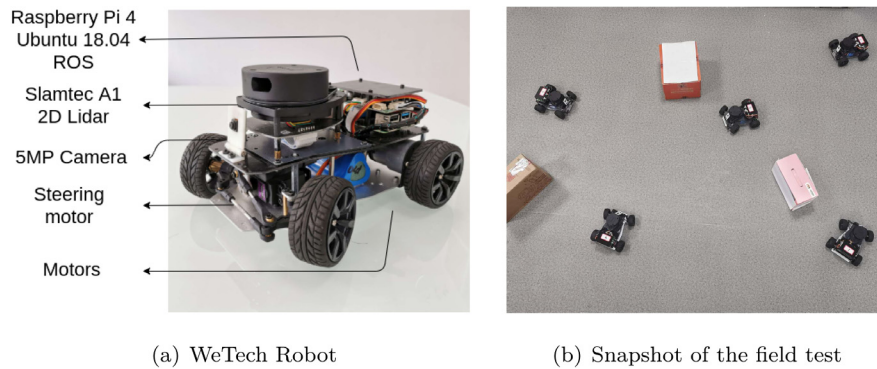 Raspberry Pi 4
Ubuntu 18.04
ROS
Slamtec A1
2D Lidar
5MP Camera
Steering
motor
Motors
(a) WeTech Robot
(b) Snapshot of the field test